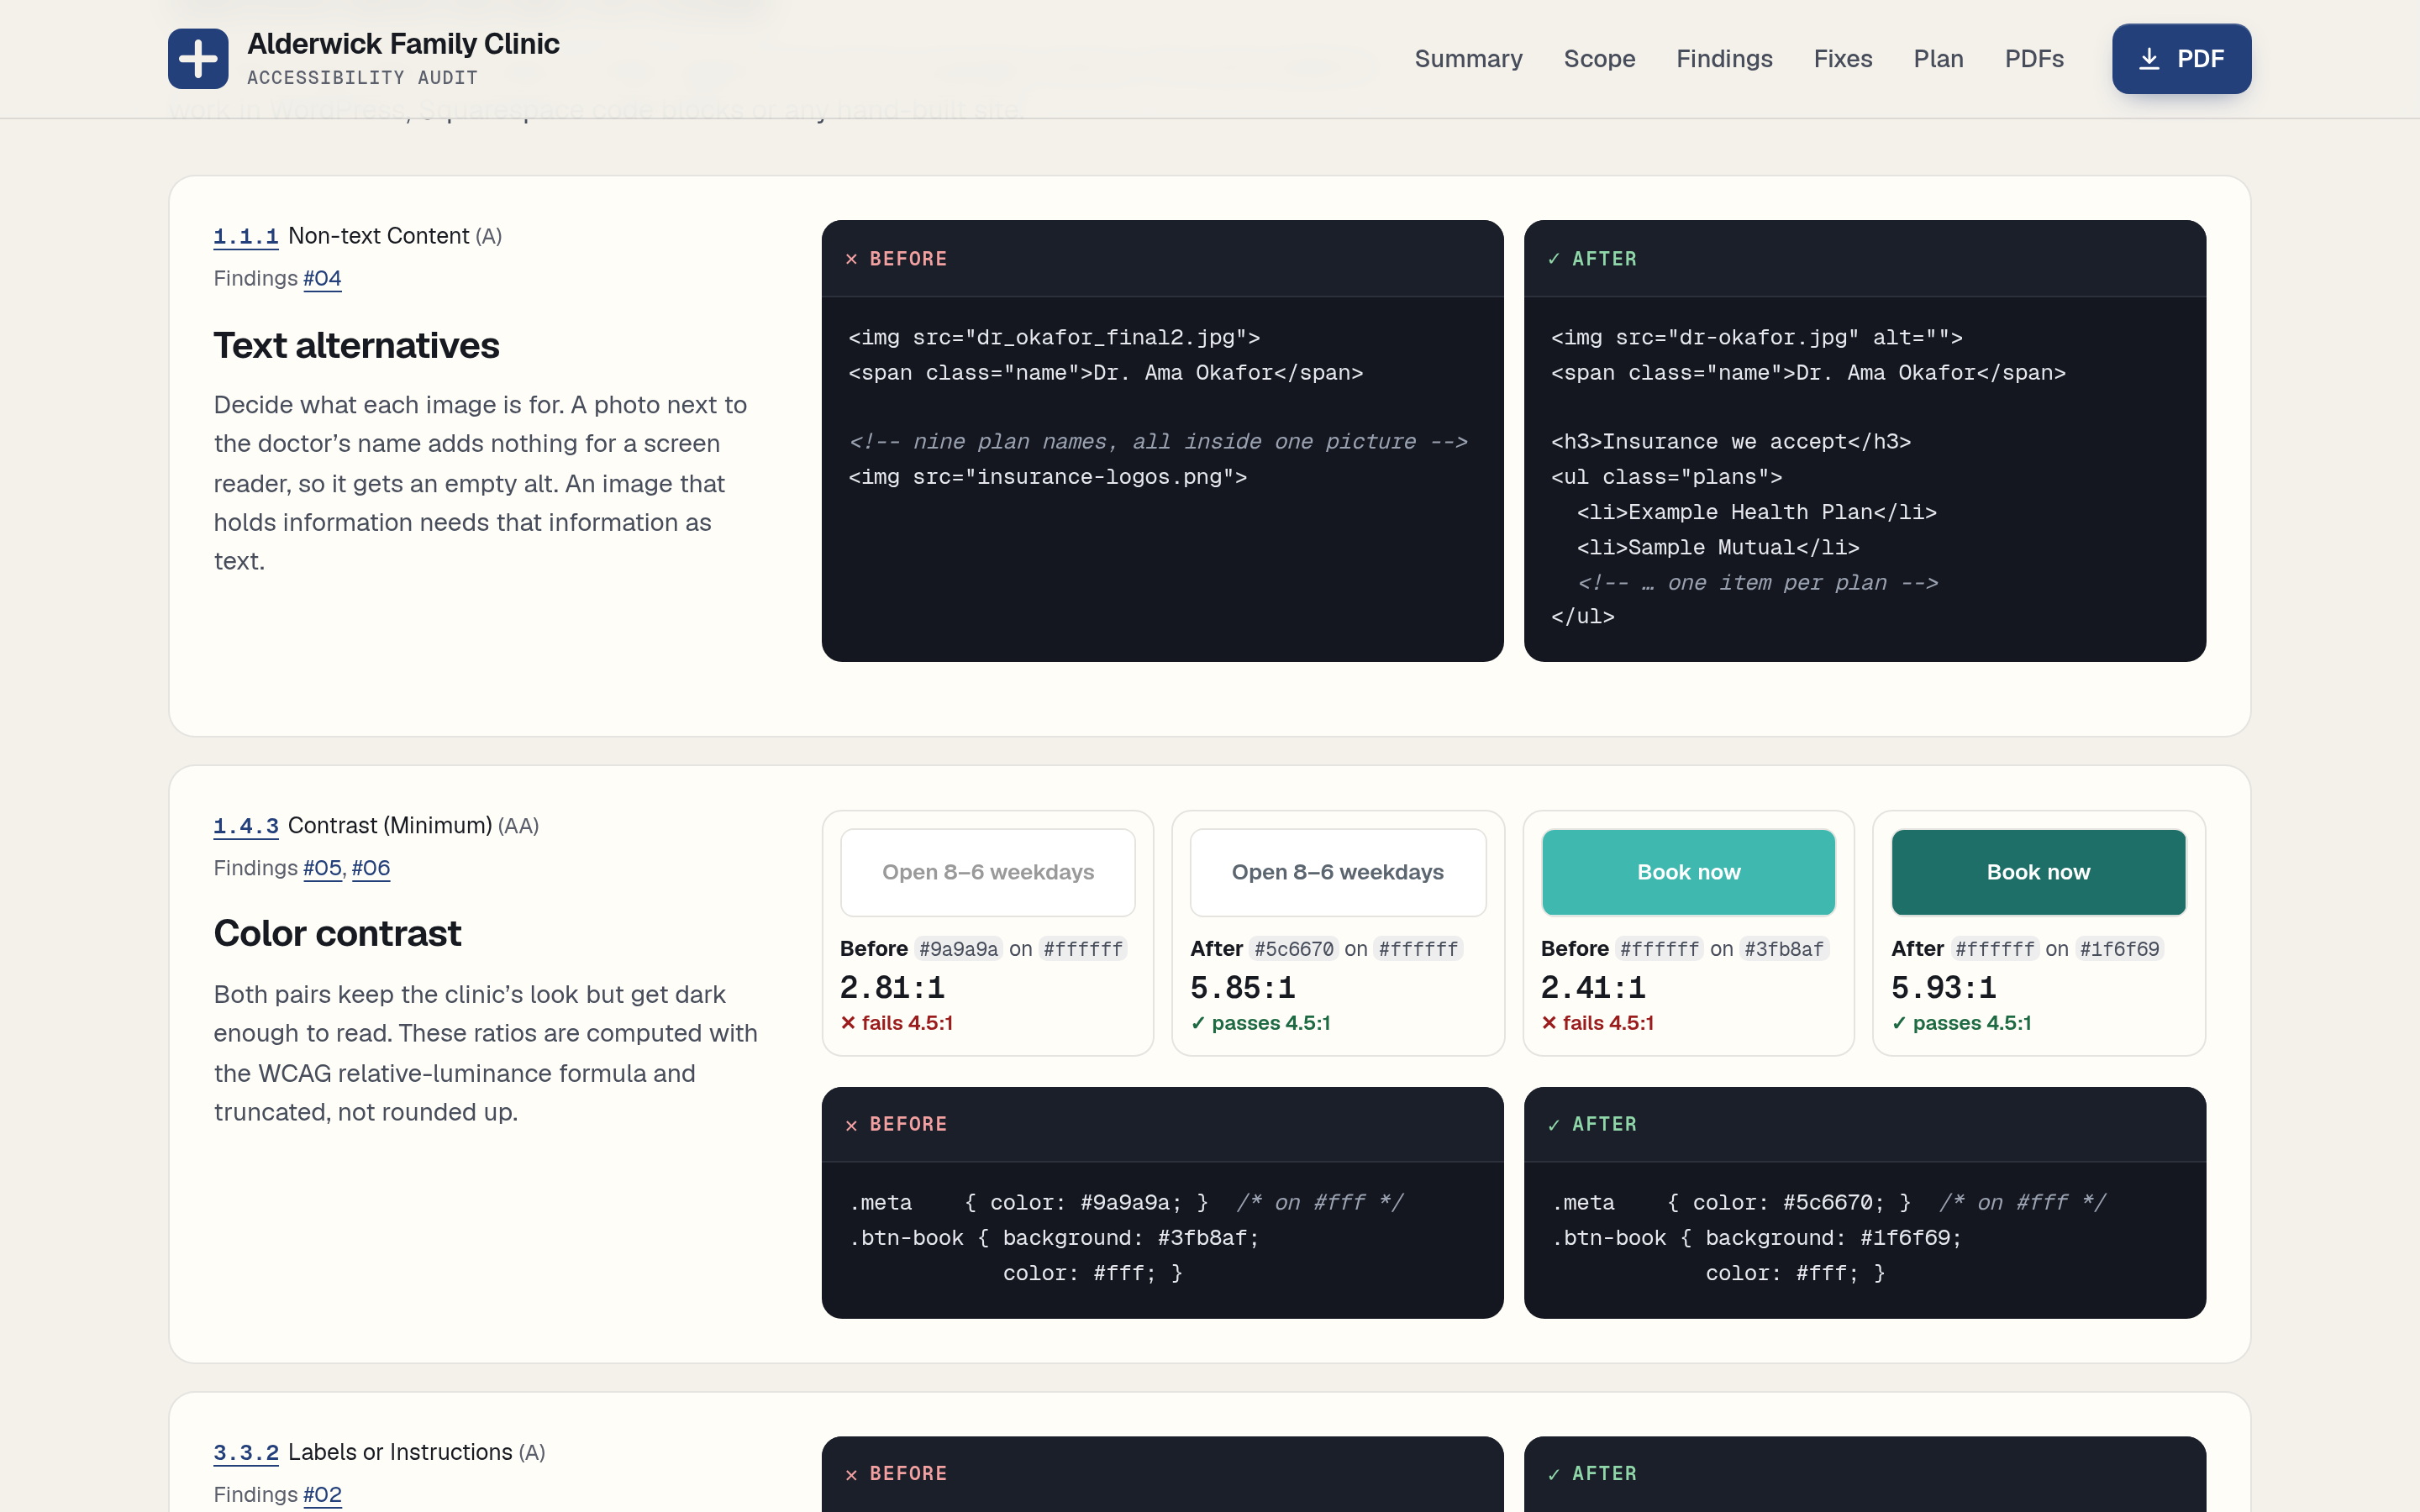 Alderwick Family Clinic
ACCESSIBILITY AUDIT
Summary
Scope
Findings
Fixes
Plan
PDFs
PDF
work in WordPress, Squarespace code blocks or any hand-built site.
1.1.1 Non-text Content (A)
Findings #04
Text alternatives
Decide what each image is for. A photo next to
the doctor’s name adds nothing for a screen
reader, so it gets an empty alt. An image that
holds information needs that information as
text.
✕ BEFORE
<img src="dr_okafor_final2.jpg">
<span class="name">Dr. Ama Okafor</span>
<!-- nine plan names, all inside one picture -->
<img src="insurance-logos.png">
✓ AFTER
<img src="dr-okafor.jpg" alt="">
<span class="name">Dr. Ama Okafor</span>
<h3>Insurance we accept</h3>
<ul class="plans">
  <li>Example Health Plan</li>
  <li>Sample Mutual</li>
  <!-- … one item per plan -->
</ul>
1.4.3 Contrast (Minimum) (AA)
Findings #05, #06
Color contrast
Both pairs keep the clinic’s look but get dark
enough to read. These ratios are computed with
the WCAG relative-luminance formula and
truncated, not rounded up.
Open 8–6 weekdays
Before #9a9a9a on #ffffff
2.81:1
✕ fails 4.5:1
Open 8–6 weekdays
After #5c6670 on #ffffff
5.85:1
✓ passes 4.5:1
Book now
Before #ffffff on #3fb8af
2.41:1
✕ fails 4.5:1
Book now
After #ffffff on #1f6f69
5.93:1
✓ passes 4.5:1
✕ BEFORE
.meta    { color: #9a9a9a; }  /* on #fff */
.btn-book { background: #3fb8af;
            color: #fff; }
✓ AFTER
.meta    { color: #5c6670; }  /* on #fff */
.btn-book { background: #1f6f69;
            color: #fff; }
3.3.2 Labels or Instructions (A)
Findings #02
✕ BEFORE
✓ AFTER